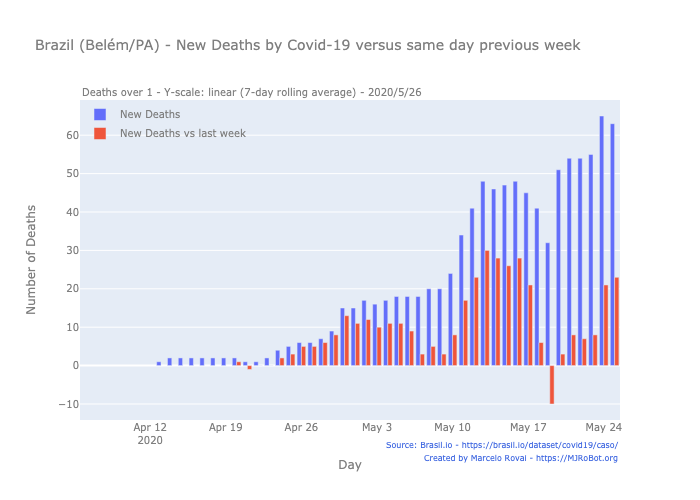 Brazil (Belém/PA) - New Deaths by Covid-19 versus same day previous week
Deaths over 1 - Y-scale: linear (7-day rolling average) - 2020/5/26
New Deaths
New Deaths vs last week
60
50
40
30
20
10
0
−10
Number of Deaths
Apr 12
2020
Apr 19
Apr 26
May 3
May 10
May 17
May 24
Source: Brasil.io - https://brasil.io/dataset/covid19/caso/
Created by Marcelo Rovai - https://MJRoBot.org
Day